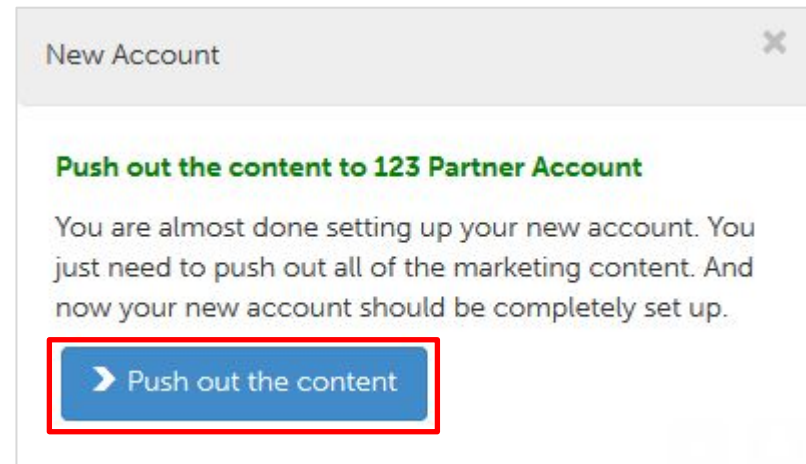 New Account
Push out the content to 123 Partner Account
You are almost done setting up your new account. You
just need to push out all of the marketing content. And
now your new account should be completely set up.
Push out the content